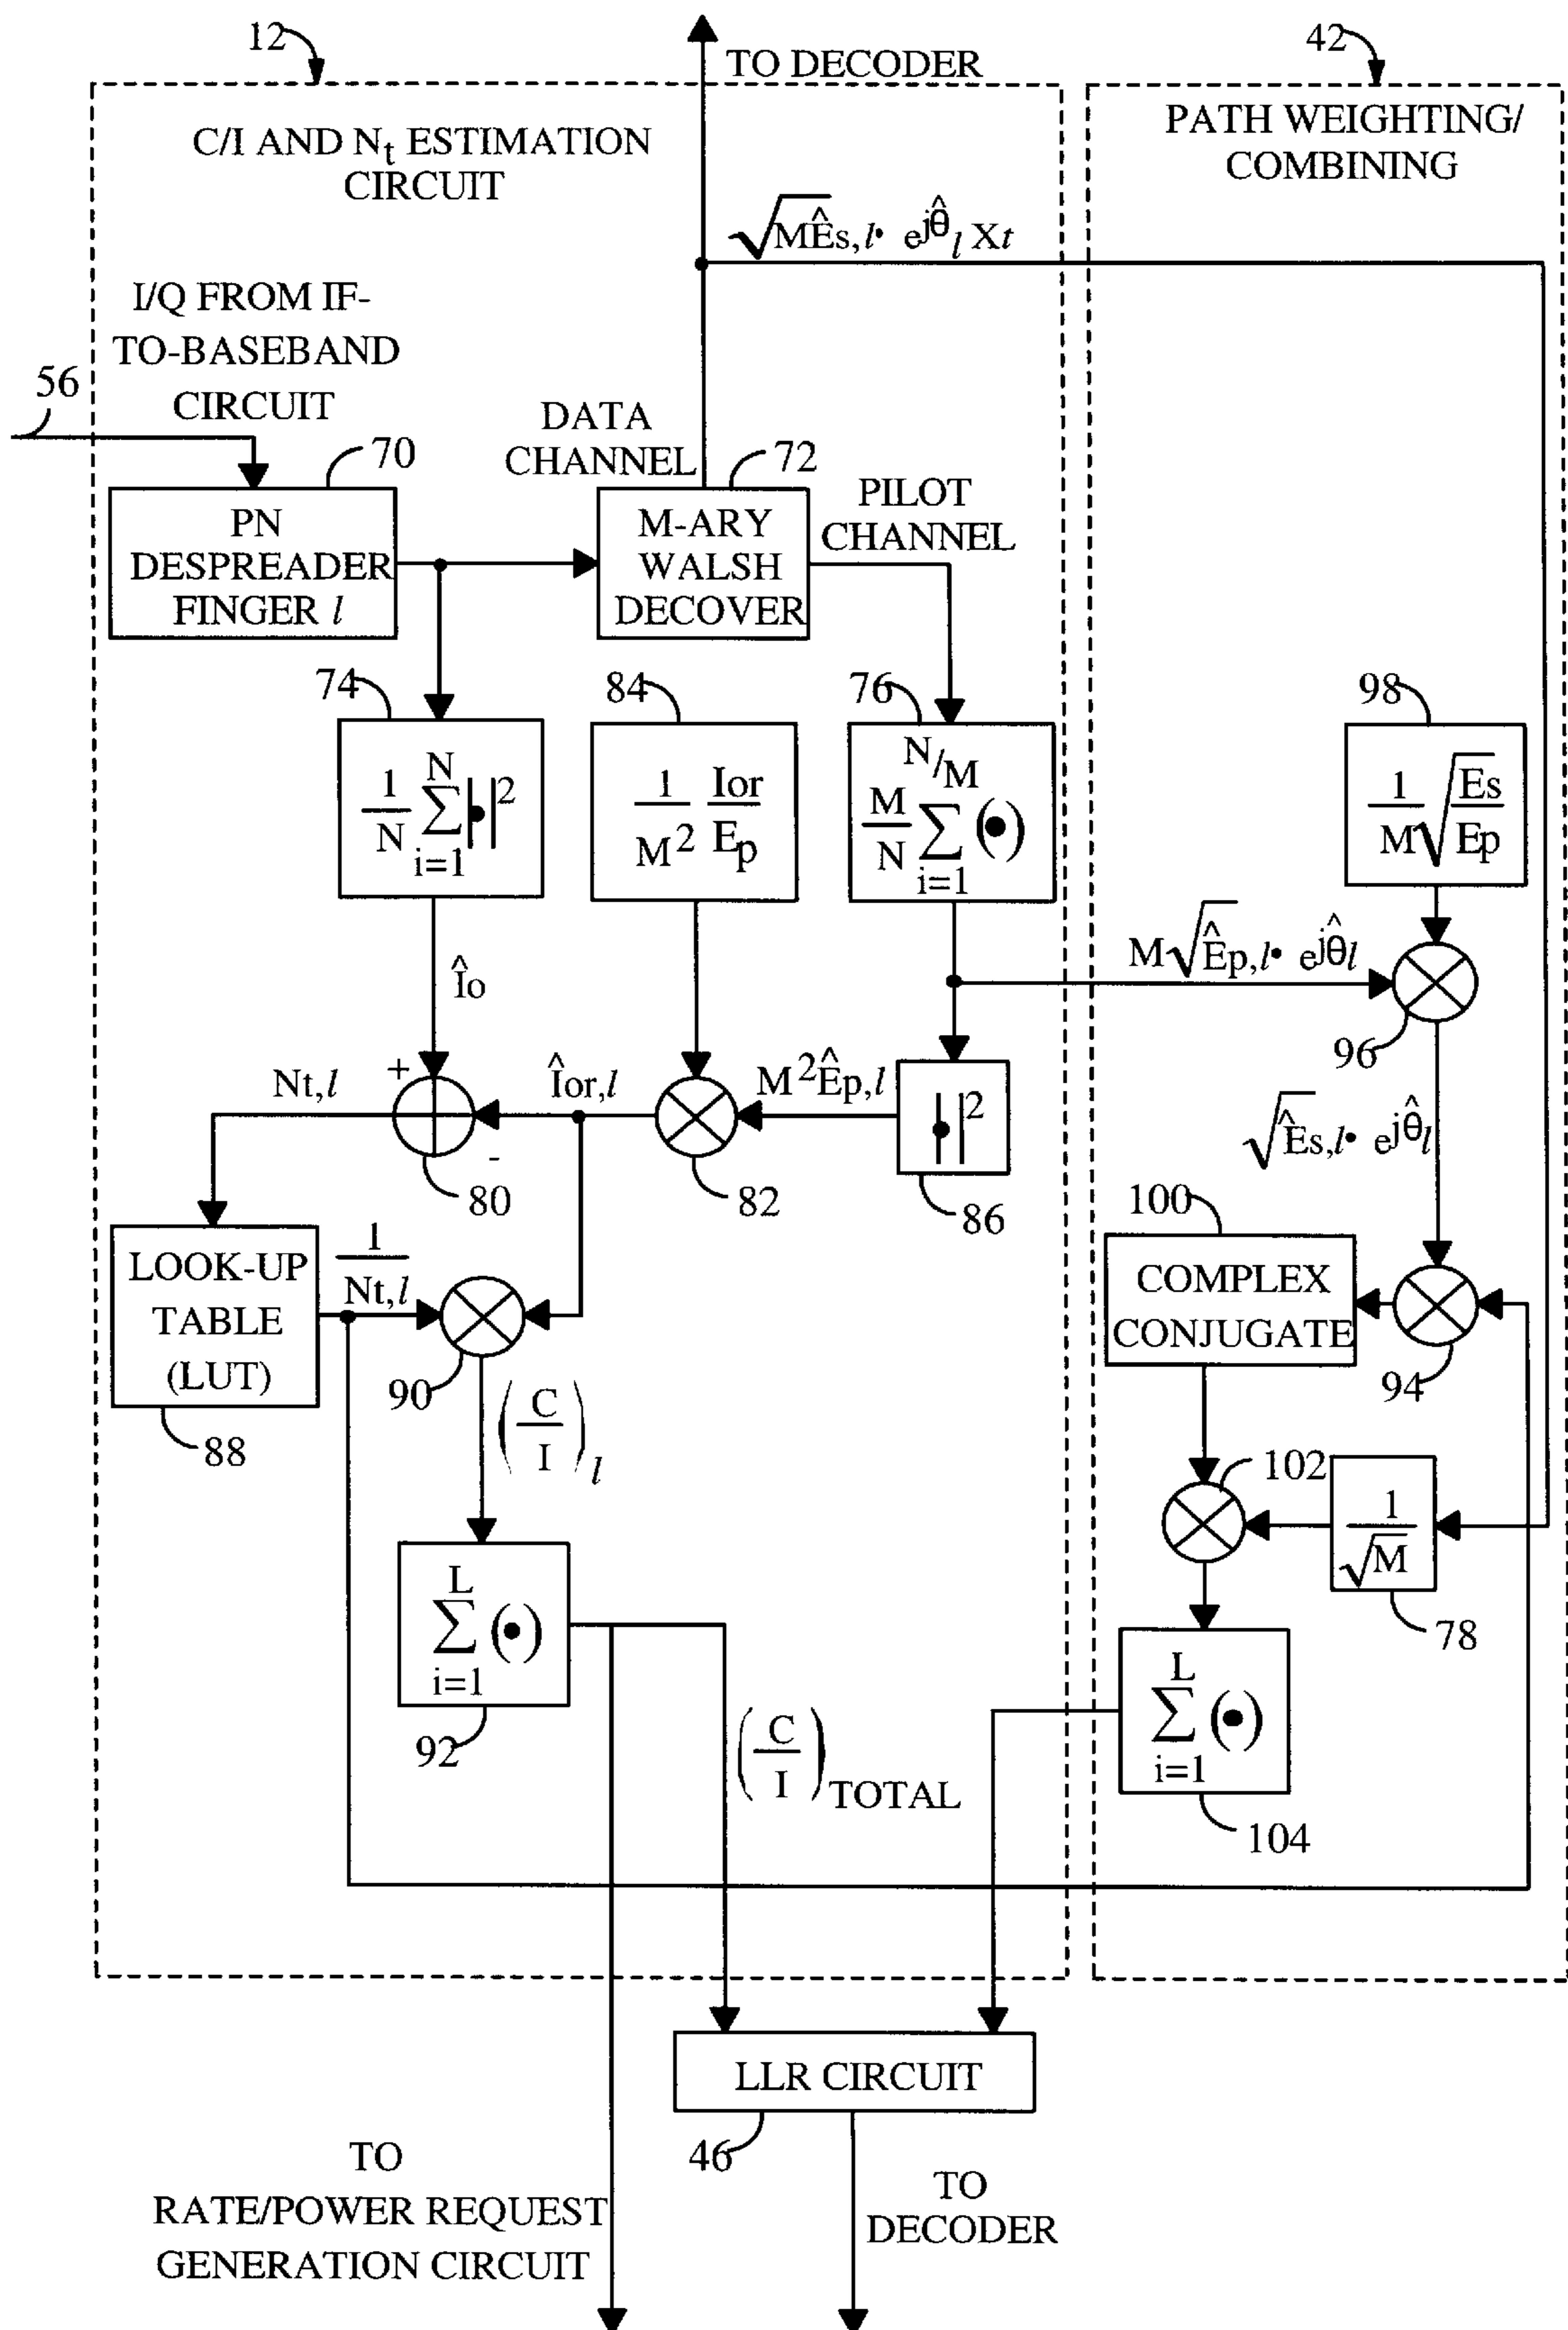 12
TO DECODER
42
C/I AND Nt ESTIMATION
CIRCUIT
PATH WEIGHTING/
COMBINING
√MÊs,l• e^jθ̂l Xt
I/Q FROM IF-
TO-BASEBAND
CIRCUIT
56
70
DATA
CHANNEL
72
PILOT
CHANNEL
PN
DESPREADER
FINGER l
M-ARY
WALSH
DECOVER
74
84
76
98
1/N Σ i=1 N |•|²
1/M² Ior/Ep
M/N Σ i=1 N/M (•)
1/M √Es/Ep
Îo
M√Êp,l• e^jθ̂l
96
Nt,l
+
-
80
Îor,l
82
M²Êp,l
|•|²
86
√Ês,l• e^jθ̂l
100
LOOK-UP
TABLE
(LUT)
88
1/Nt,l
90
COMPLEX
CONJUGATE
94
(C/I)l
102
1/√M
78
Σ i=1 L (•)
92
(C/I)TOTAL
Σ i=1 L (•)
104
LLR CIRCUIT
46
TO
RATE/POWER REQUEST
GENERATION CIRCUIT
TO
DECODER